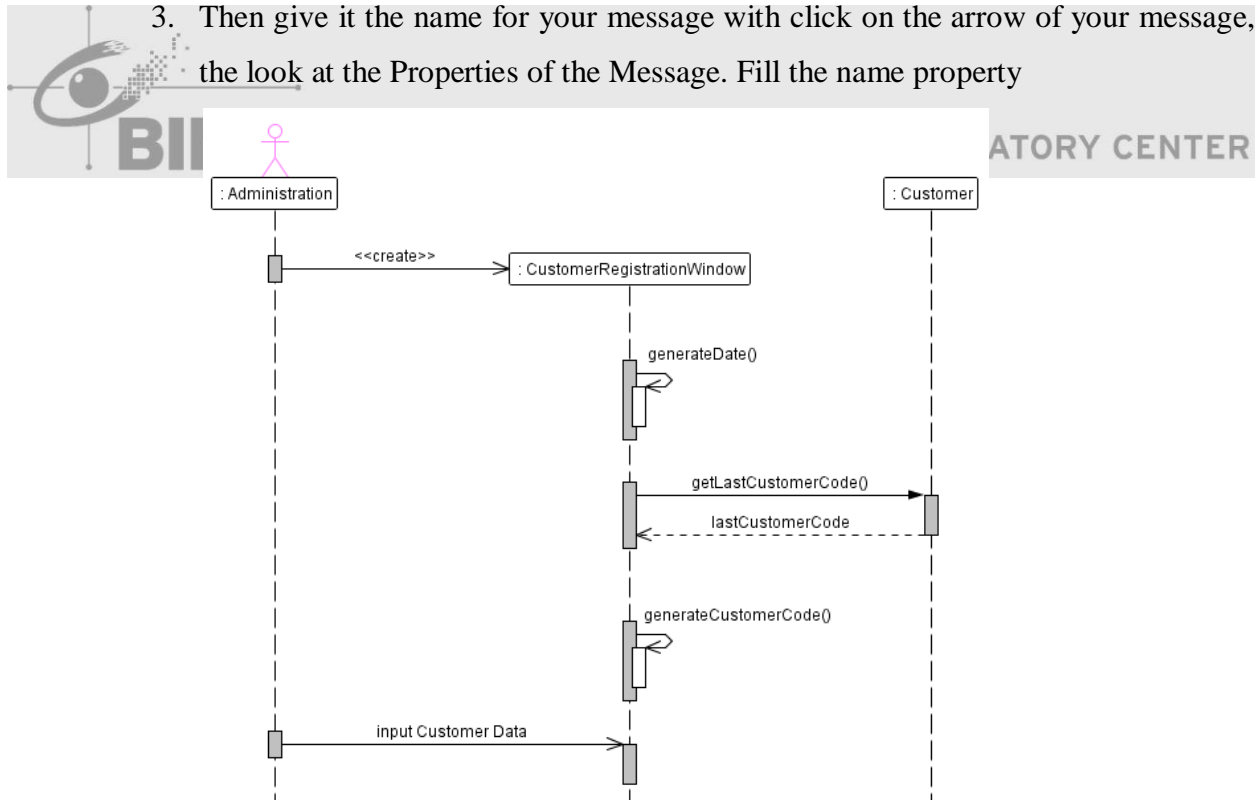 3. Then give it the name for your message with click on the arrow of your message,
the look at the Properties of the Message. Fill the name property
ATORY CENTER
: Administration
: Customer
<<create>>
: CustomerRegistrationWindow
generateDate()
getLastCustomerCode()
lastCustomerCode
generateCustomerCode()
input Customer Data